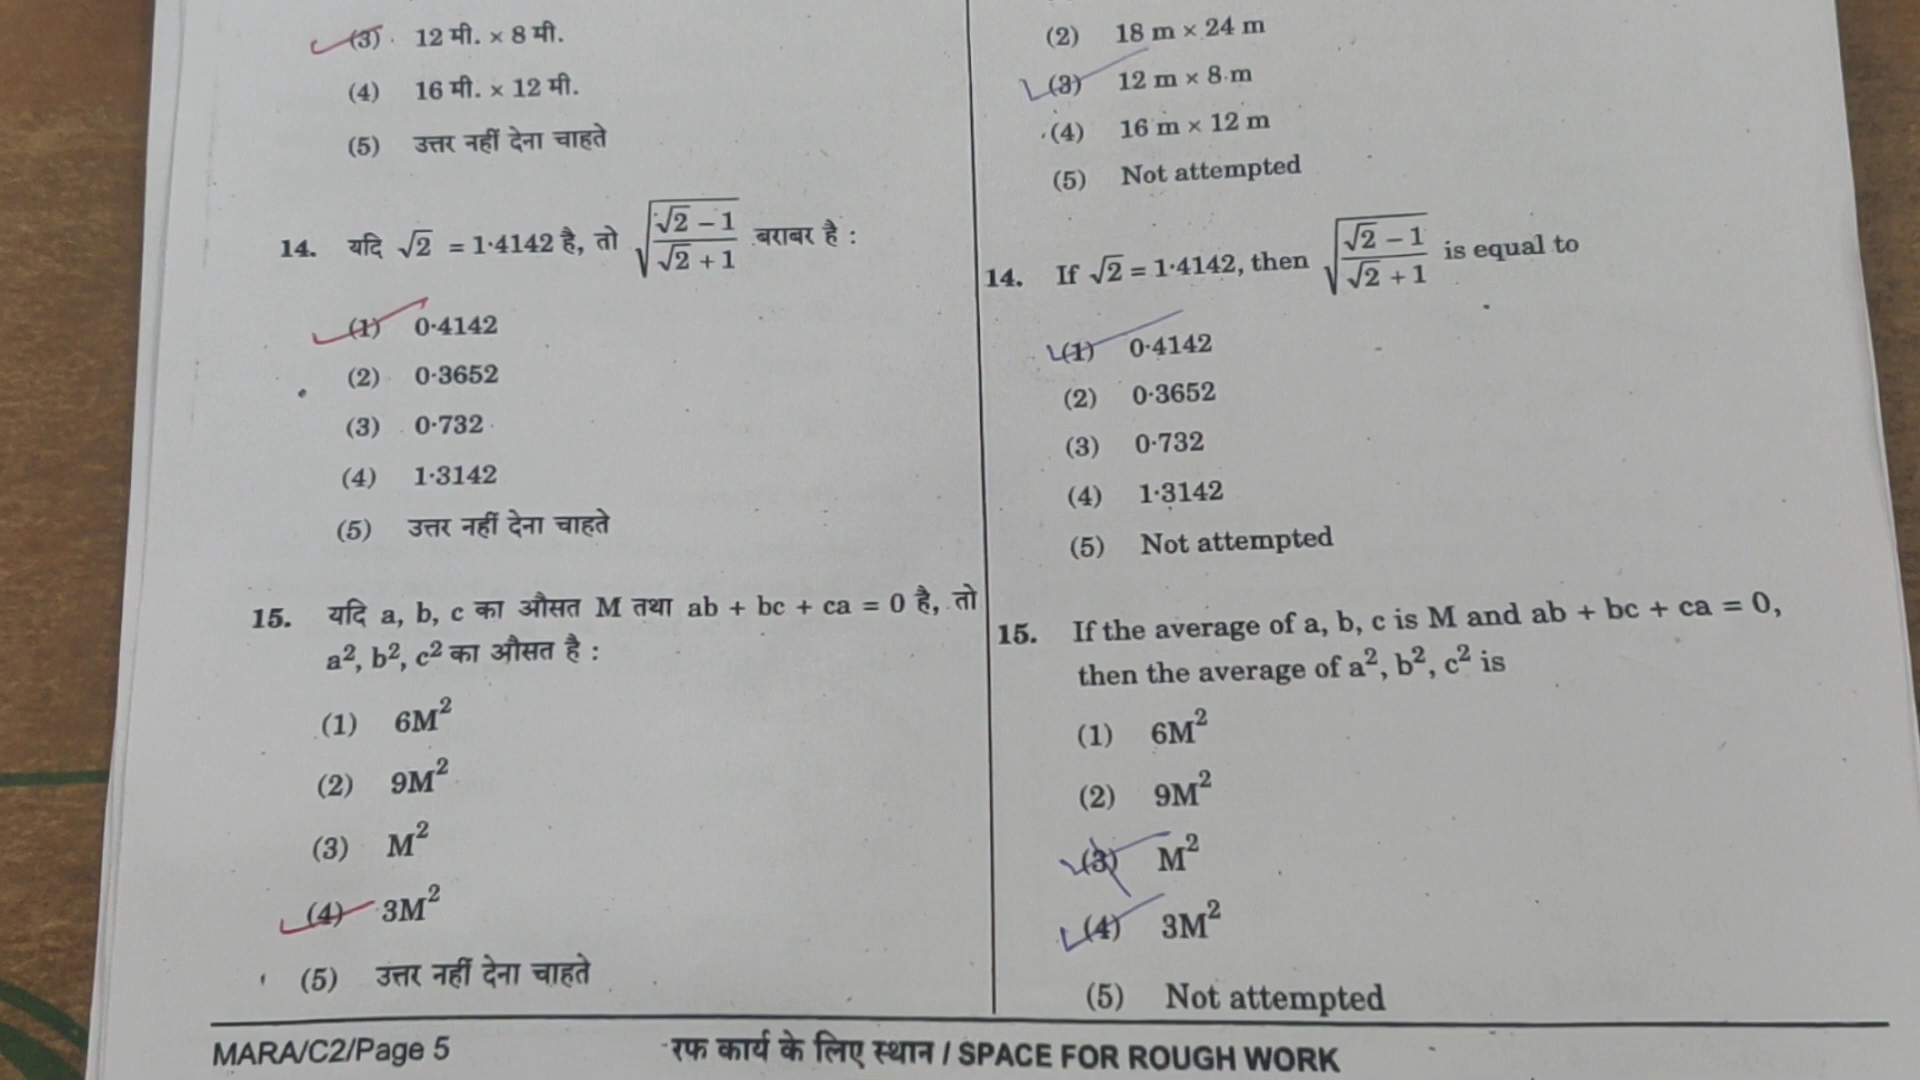 (3) 12 मी. × 8 मी.
(4) 16 मी. × 12 मी.
(5) उत्तर नहीं देना चाहते
14. यदि √2 = 1·4142 है, तो √((√2 – 1)/(√2 + 1)) बराबर है :
(1) 0·4142
(2) 0·3652
(3) 0·732
(4) 1·3142
(5) उत्तर नहीं देना चाहते
15. यदि a, b, c का औसत M तथा ab + bc + ca = 0 है, तो
a², b², c² का औसत है :
(1) 6M²
(2) 9M²
(3) M²
(4) 3M²
(5) उत्तर नहीं देना चाहते
(2) 18 m × 24 m
(3) 12 m × 8 m
(4) 16 m × 12 m
(5) Not attempted
14. If √2 = 1·4142, then √((√2 – 1)/(√2 + 1)) is equal to
(1) 0·4142
(2) 0·3652
(3) 0·732
(4) 1·3142
(5) Not attempted
15. If the average of a, b, c is M and ab + bc + ca = 0,
then the average of a², b², c² is
(1) 6M²
(2) 9M²
(3) M²
(4) 3M²
(5) Not attempted
MARA/C2/Page 5 रफ कार्य के लिए स्थान / SPACE FOR ROUGH WORK